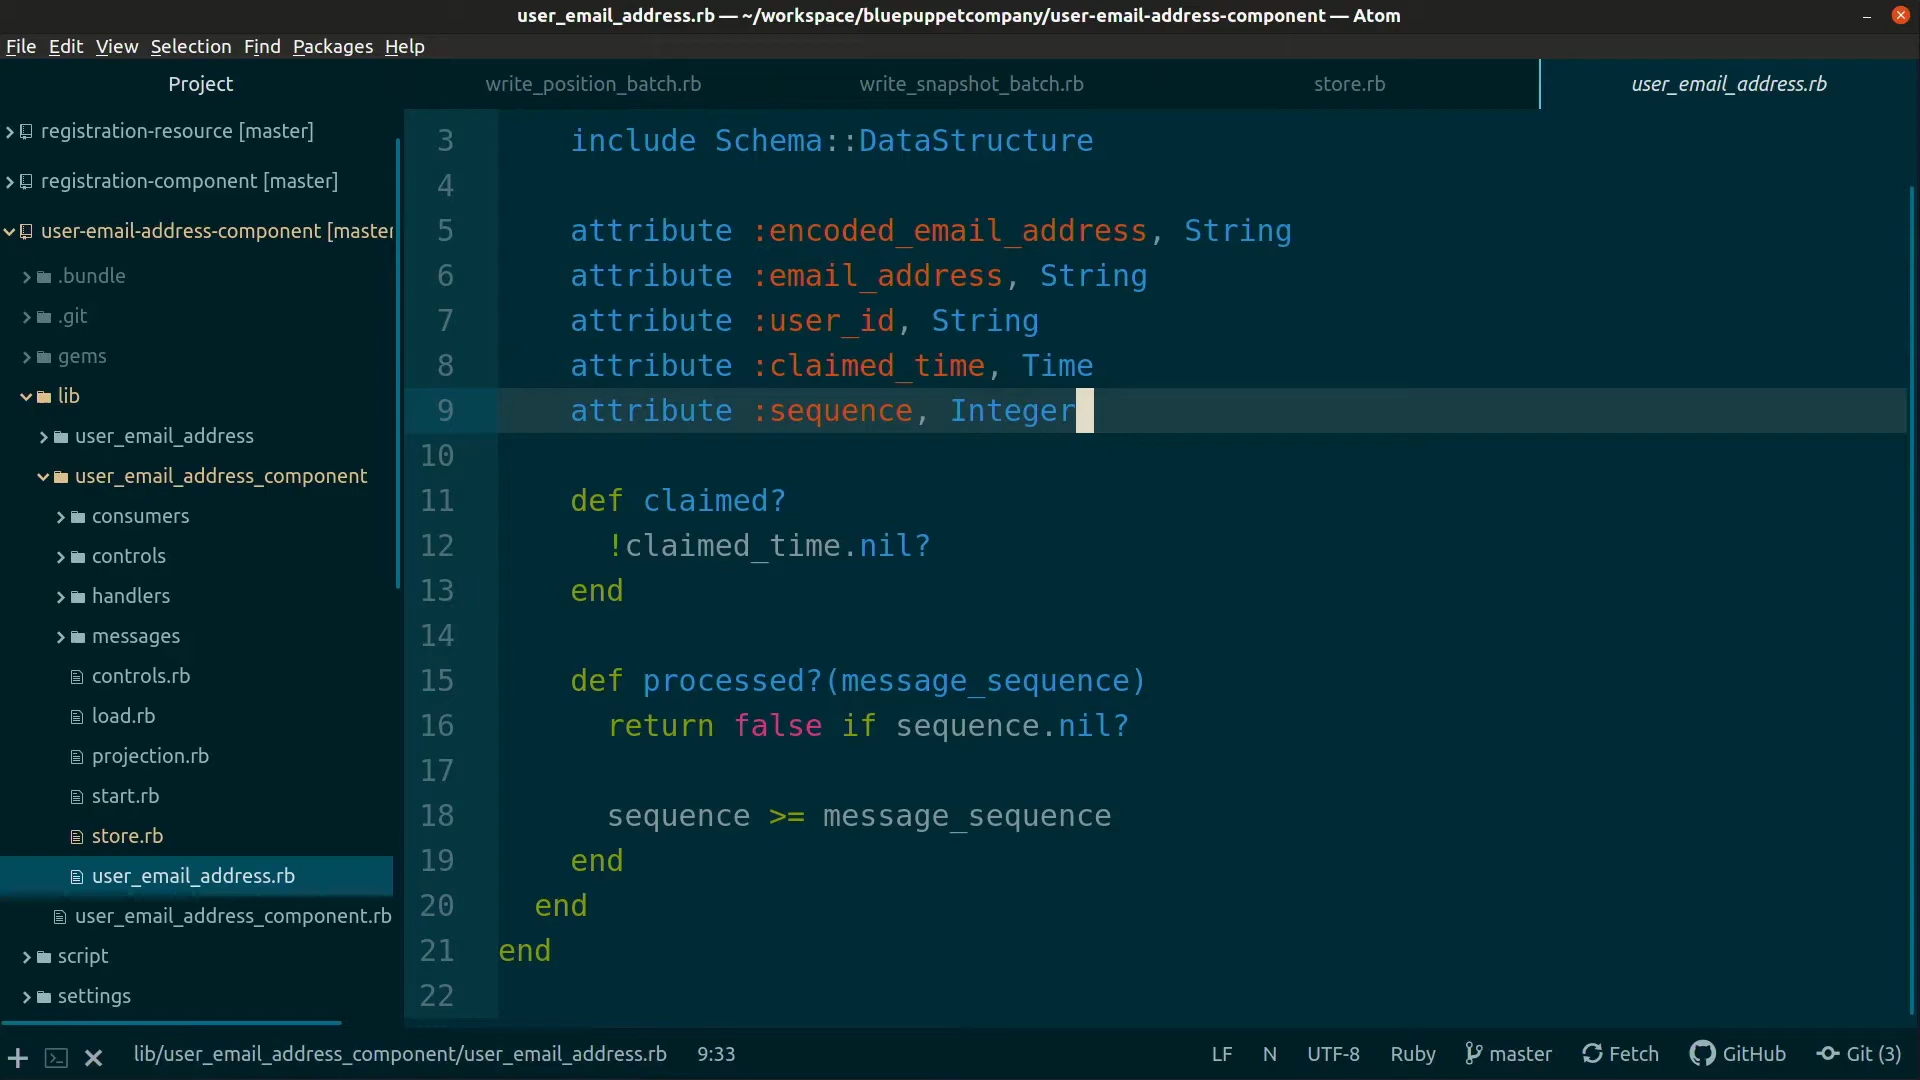 user_email_address.rb — ~/workspace/bluepuppetcompany/user-email-address-component — Atom
File Edit View Selection Find Packages Help
Project
write_position_batch.rb
write_snapshot_batch.rb
store.rb
user_email_address.rb
registration-resource [master]
registration-component [master]
user-email-address-component [master
.bundle
.git
gems
lib
user_email_address
user_email_address_component
consumers
controls
handlers
messages
controls.rb
load.rb
projection.rb
start.rb
store.rb
user_email_address.rb
user_email_address_component.rb
script
settings
3 include Schema::DataStructure
4
5 attribute :encoded_email_address, String
6 attribute :email_address, String
7 attribute :user_id, String
8 attribute :claimed_time, Time
9 attribute :sequence, Integer
10
11 def claimed?
12 !claimed_time.nil?
13 end
14
15 def processed?(message_sequence)
16 return false if sequence.nil?
17
18 sequence >= message_sequence
19 end
20 end
21 end
22
lib/user_email_address_component/user_email_address.rb 9:33 LF N UTF-8 Ruby master Fetch GitHub Git (3)